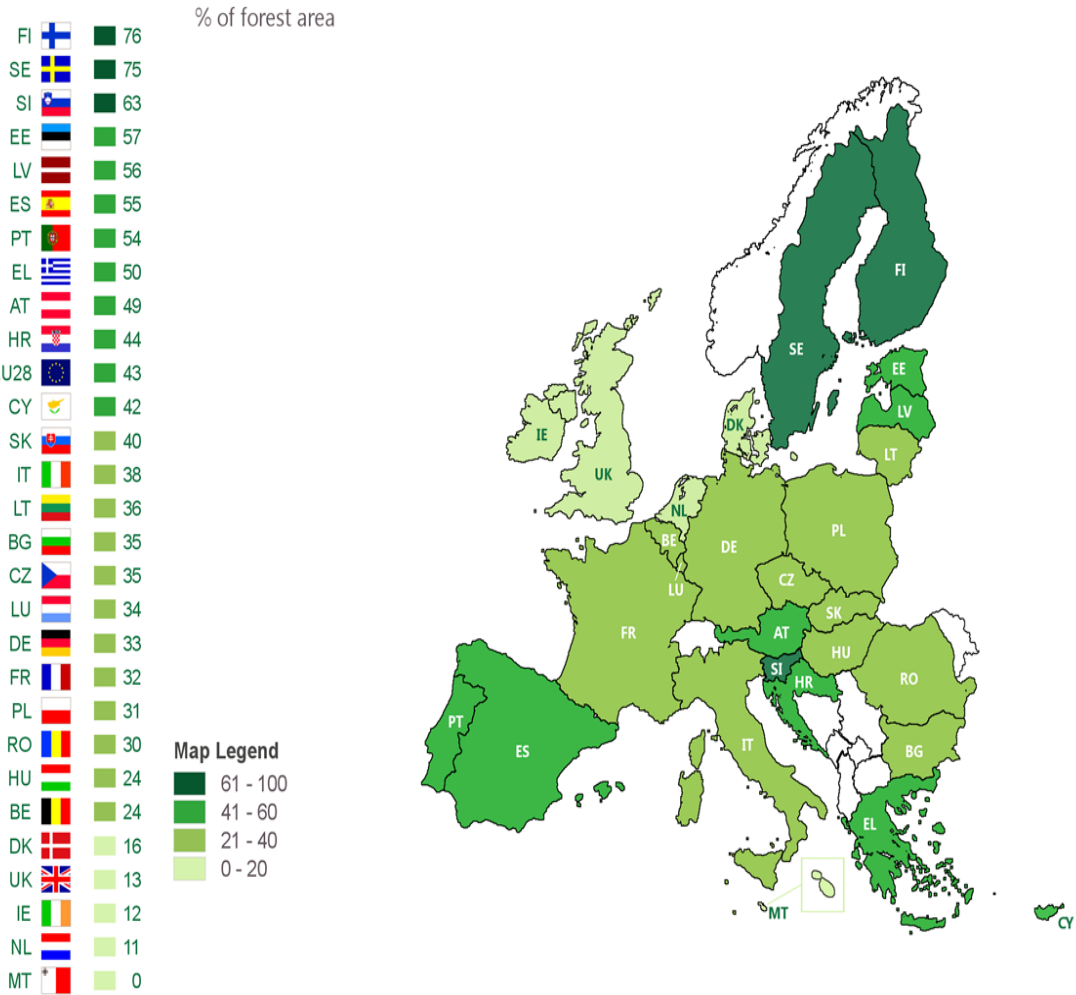 % of forest area
FI 76
SE 75
SI 63
EE 57
LV 56
ES 55
PT 54
EL 50
AT 49
HR 44
U28 43
CY 42
SK 40
IT 38
LT 36
BG 35
CZ 35
LU 34
DE 33
FR 32
PL 31
RO 30
HU 24
BE 24
DK 16
UK 13
IE 12
NL 11
MT 0
Map Legend
61 - 100
41 - 60
21 - 40
0 - 20
FI
SE
EE
LV
LT
DK
IE
UK
NL
PL
BE
DE
CZ
LU
SK
FR
AT
HU
SI
HR
RO
PT
ES
IT
BG
EL
MT
CY